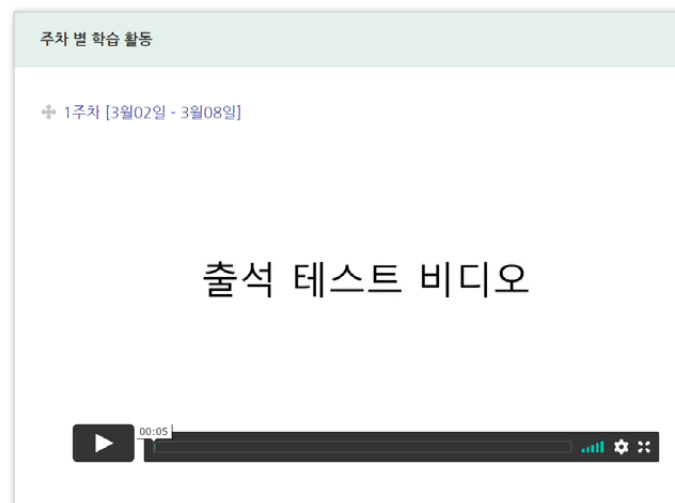 주차 별 학습 활동
1주차 [3월02일 - 3월08일]
출석 테스트 비디오
00:05